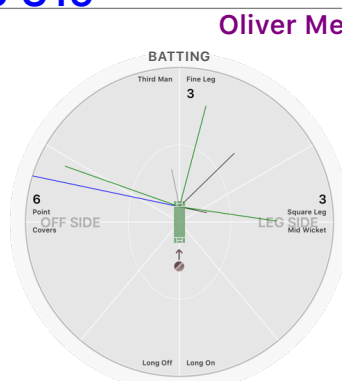 Oliver Me
BATTING
Third Man Fine Leg
3
6 3
Point Square Leg
OFF SIDE LEG SIDE
Covers Mid Wicket
Long Off Long On